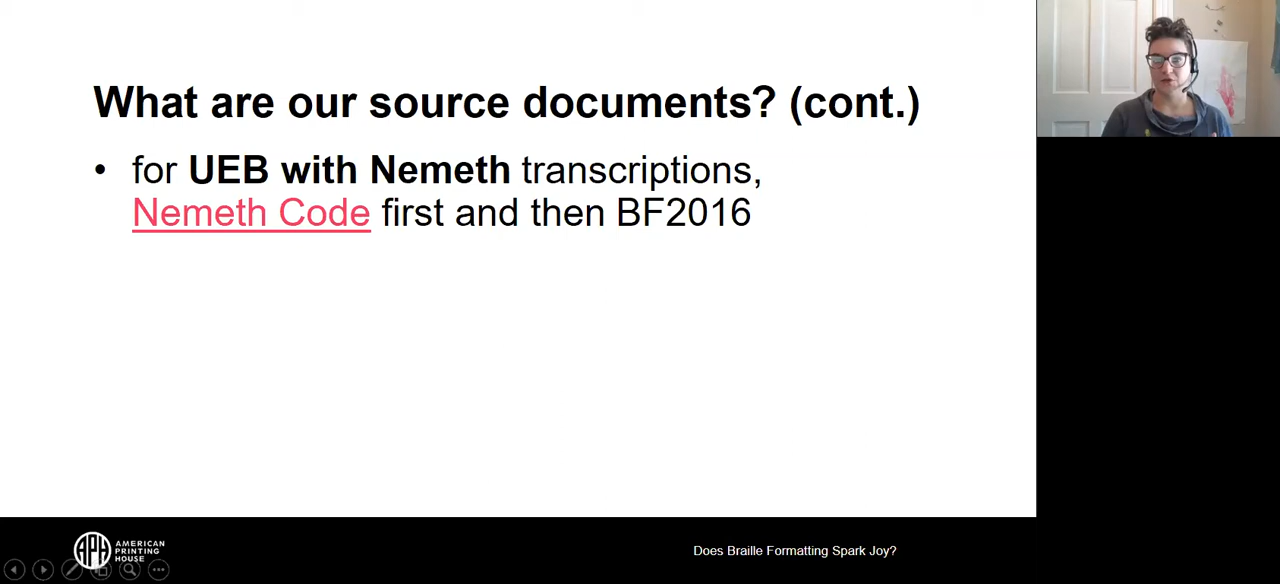 What are our source documents? (cont.)
• for UEB with Nemeth transcriptions,
Nemeth Code first and then BF2016
APH
AMERICAN
PRINTING
HOUSE
Does Braille Formatting Spark Joy?